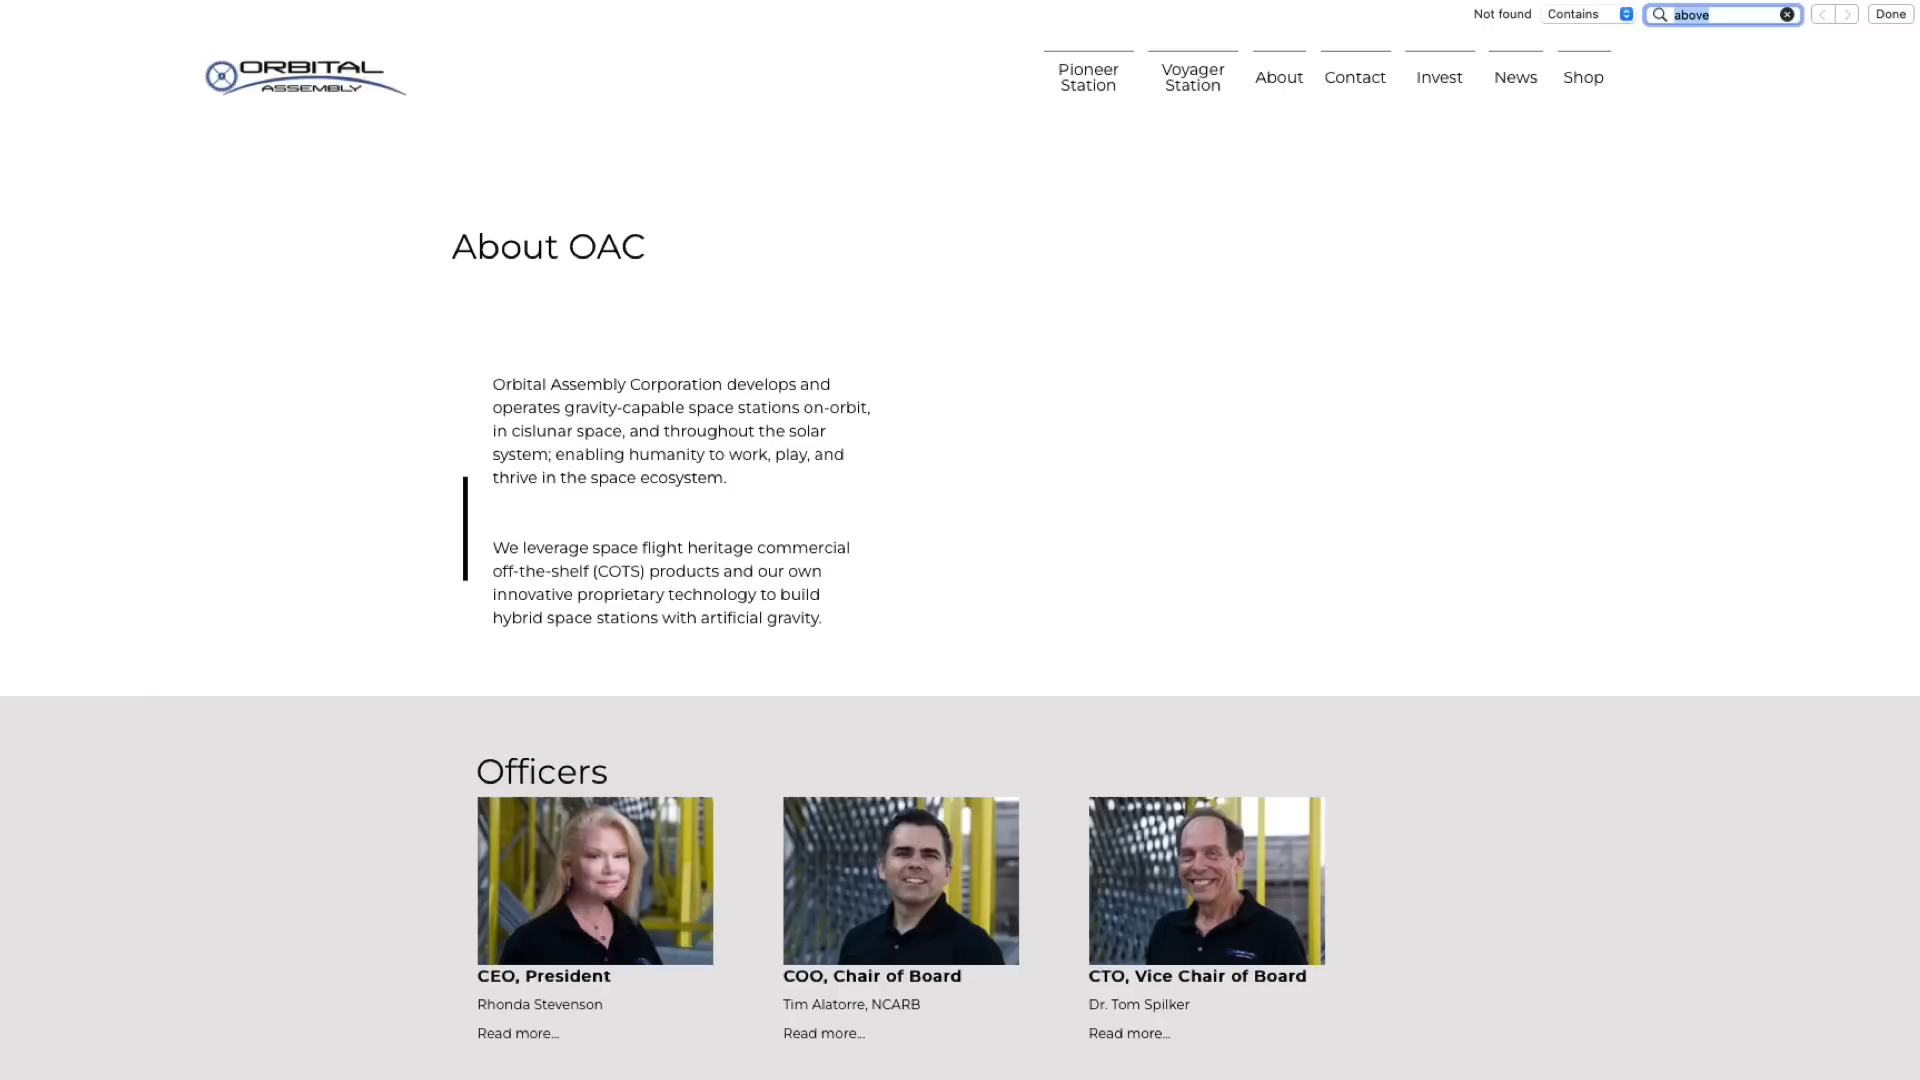 Not found
Contains
above
Done
ORBITAL
ASSEMBLY
Pioneer
Station
Voyager
Station
About
Contact
Invest
News
Shop
About OAC
Orbital Assembly Corporation develops and
operates gravity-capable space stations on-orbit,
in cislunar space, and throughout the solar
system; enabling humanity to work, play, and
thrive in the space ecosystem.
We leverage space flight heritage commercial
off-the-shelf (COTS) products and our own
innovative proprietary technology to build
hybrid space stations with artificial gravity.
Officers
CEO, President
Rhonda Stevenson
Read more...
COO, Chair of Board
Tim Alatorre, NCARB
Read more...
CTO, Vice Chair of Board
Dr. Tom Spilker
Read more...